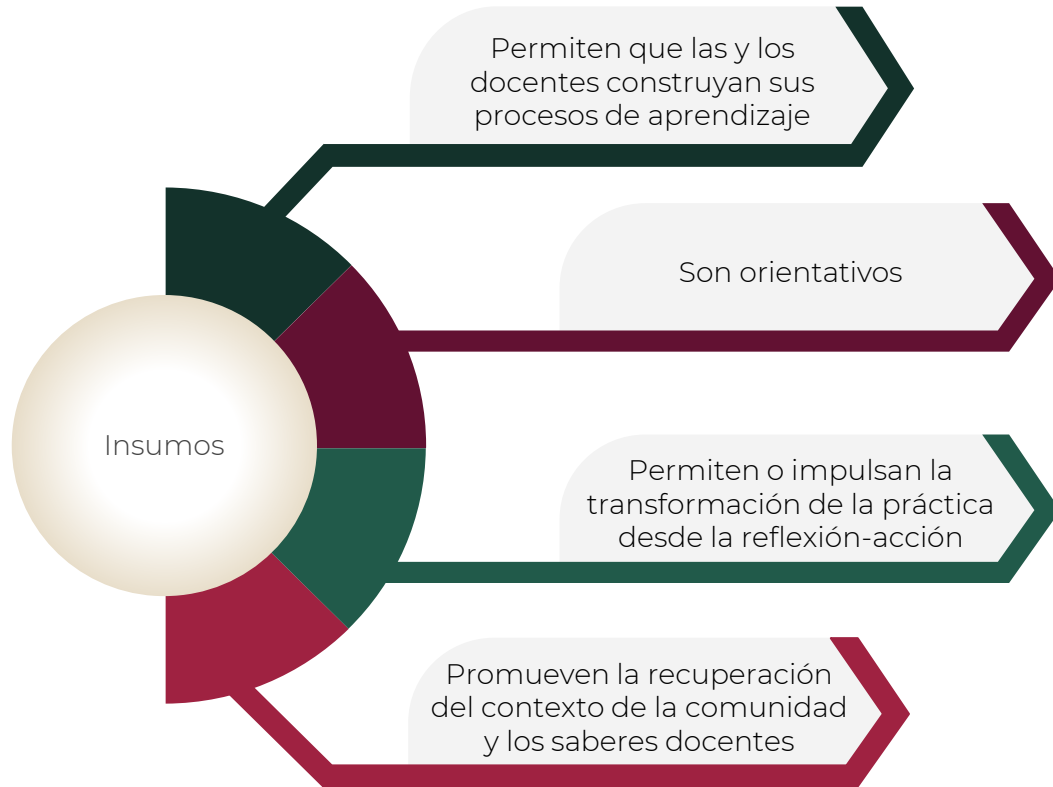 Permiten que las y los
docentes construyan sus
procesos de aprendizaje
Son orientativos
Insumos
Permiten o impulsan la
transformación de la práctica
desde la reflexión-acción
Promueven la recuperación
del contexto de la comunidad
y los saberes docentes